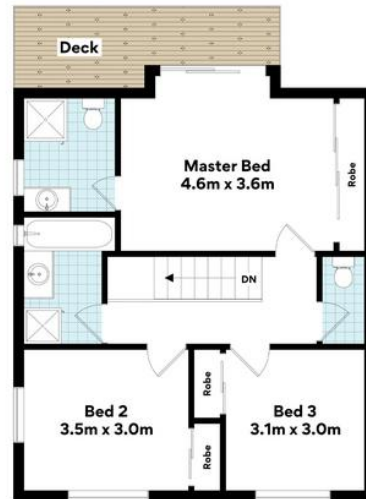 Deck
Master Bed
4.6m x 3.6m
Robe
DN
Robe
Bed 2
3.5m x 3.0m
Bed 3
3.1m x 3.0m
Robe